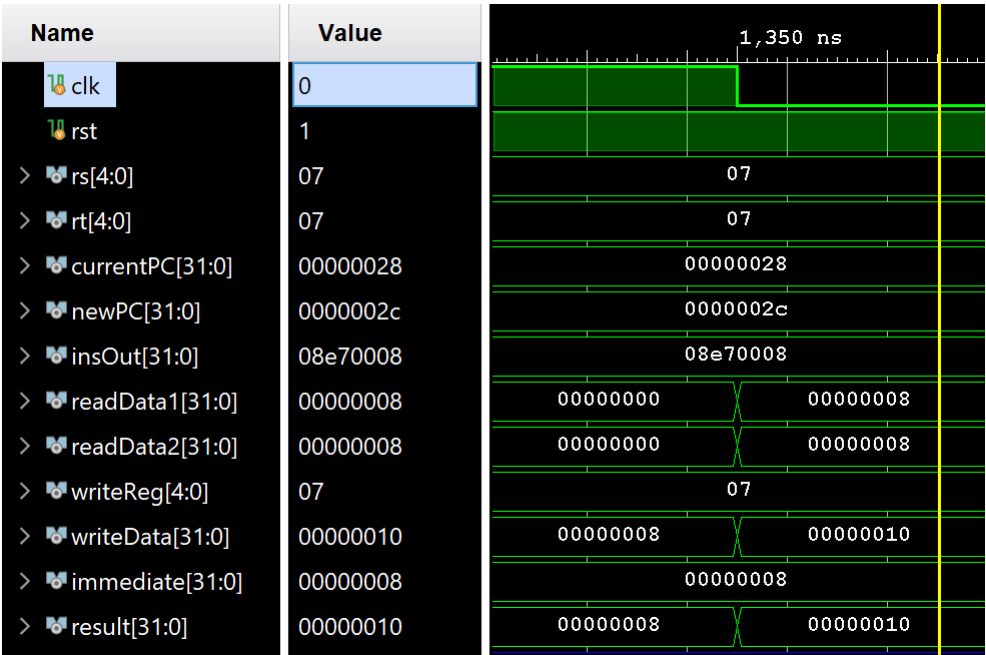 Name Value
1,350 ns
clk 0
rst 1
rs[4:0] 07 07
rt[4:0] 07 07
currentPC[31:0] 00000028 00000028
newPC[31:0] 0000002c 0000002c
insOut[31:0] 08e70008 08e70008
readData1[31:0] 00000008 00000000 00000008
readData2[31:0] 00000008 00000000 00000008
writeReg[4:0] 07 07
writeData[31:0] 00000010 00000008 00000010
immediate[31:0] 00000008 00000008
result[31:0] 00000010 00000008 00000010